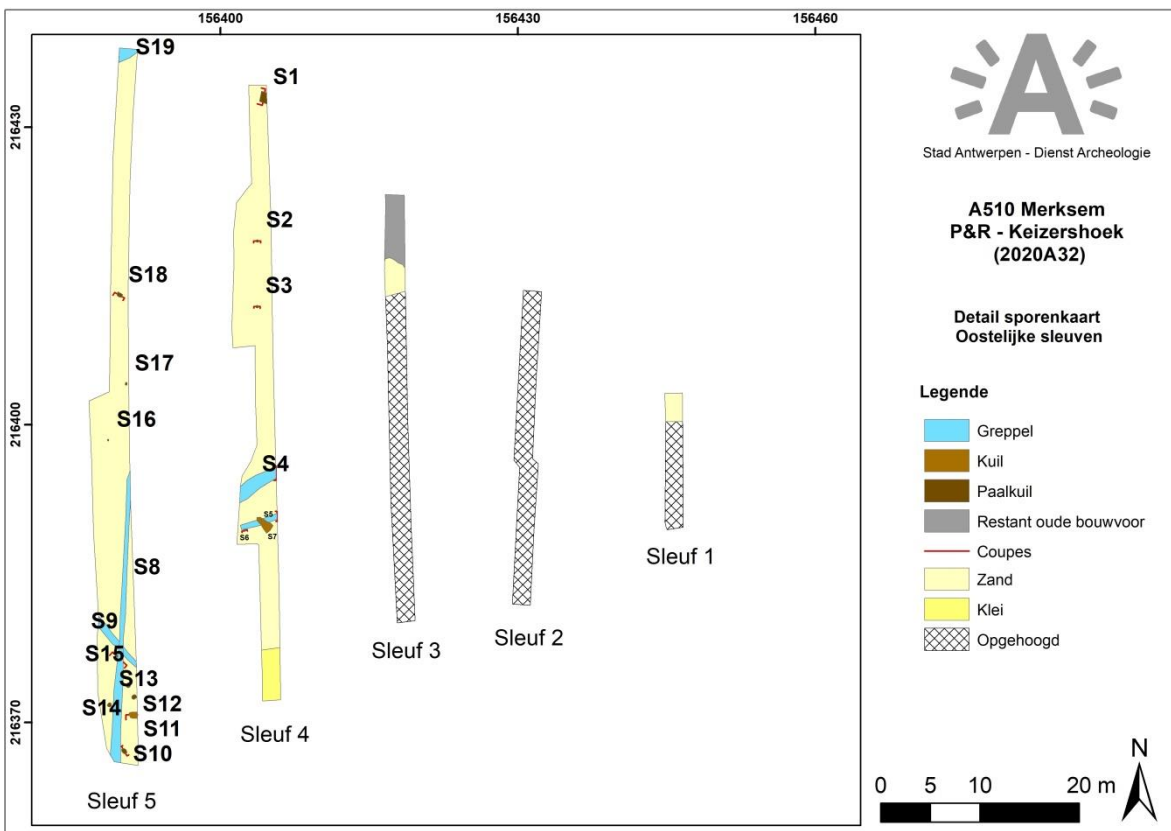 156400
156430
156460
216430
216400
216370
S19
S18
S17
S16
S8
S9
S15
S13
S14
S12
S11
S10
Sleuf 5
S1
S2
S3
S4
S5
S6
S7
Sleuf 4
Sleuf 3
Sleuf 2
Sleuf 1
A
Stad Antwerpen - Dienst Archeologie
A510 Merksem
P&R - Keizershoek
(2020A32)
Detail sporenkaart
Oostelijke sleuven
Legende
Greppel
Kuil
Paalkuil
Restant oude bouwvoor
Coupes
Zand
Klei
Opgehoogd
N
0 5 10 20 m